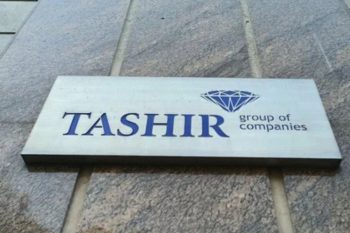 TASHIR
group of
companies